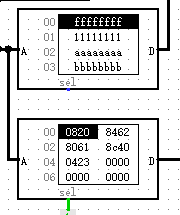 00 ffffffff
01 11111111
A 02 aaaaaaaa D
03 bbbbbbbb
sel
00 0820 8462
02 8061 8c40
A 04 0423 0000 D
06 0000 0000
sel